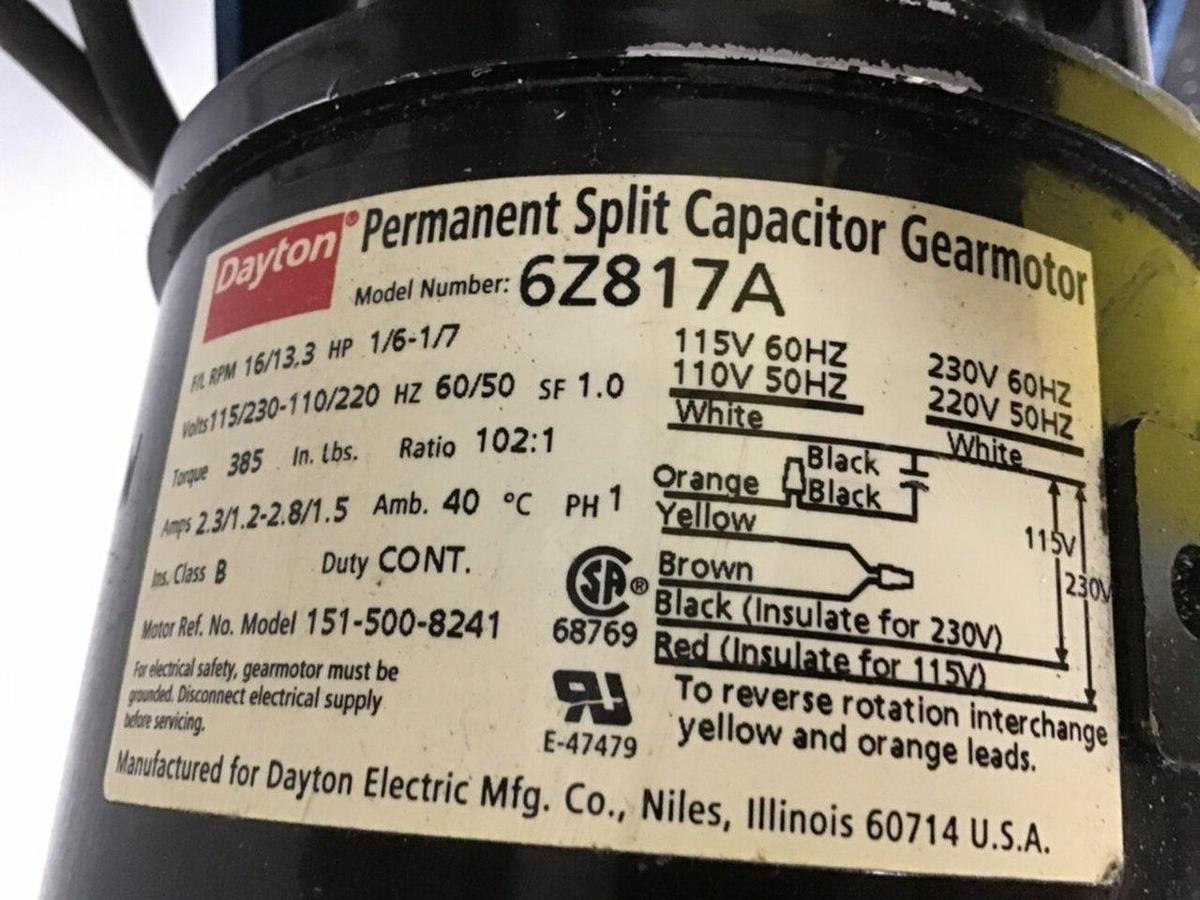 Dayton® Permanent Split Capacitor Gearmotor
Model Number: 6Z817A
F/L RPM 16/13.3 HP 1/6-1/7
Volts 115/230-110/220 HZ 60/50 SF 1.0
Torque 385 In. Lbs. Ratio 102:1
Amps 2.3/1.2-2.8/1.5 Amb. 40 °C PH 1
Ins. Class B Duty CONT.
Motor Ref. No. Model 151-500-8241
For electrical safety, gearmotor must be
grounded. Disconnect electrical supply
before servicing.
SA®
68769
RU
E-47479
115V 60HZ
110V 50HZ
230V 60HZ
220V 50HZ
White
White
Orange
Black
Black
Yellow
Brown
115V
230V
Black (Insulate for 230V)
Red (Insulate for 115V)
To reverse rotation interchange
yellow and orange leads.
Manufactured for Dayton Electric Mfg. Co., Niles, Illinois 60714 U.S.A.